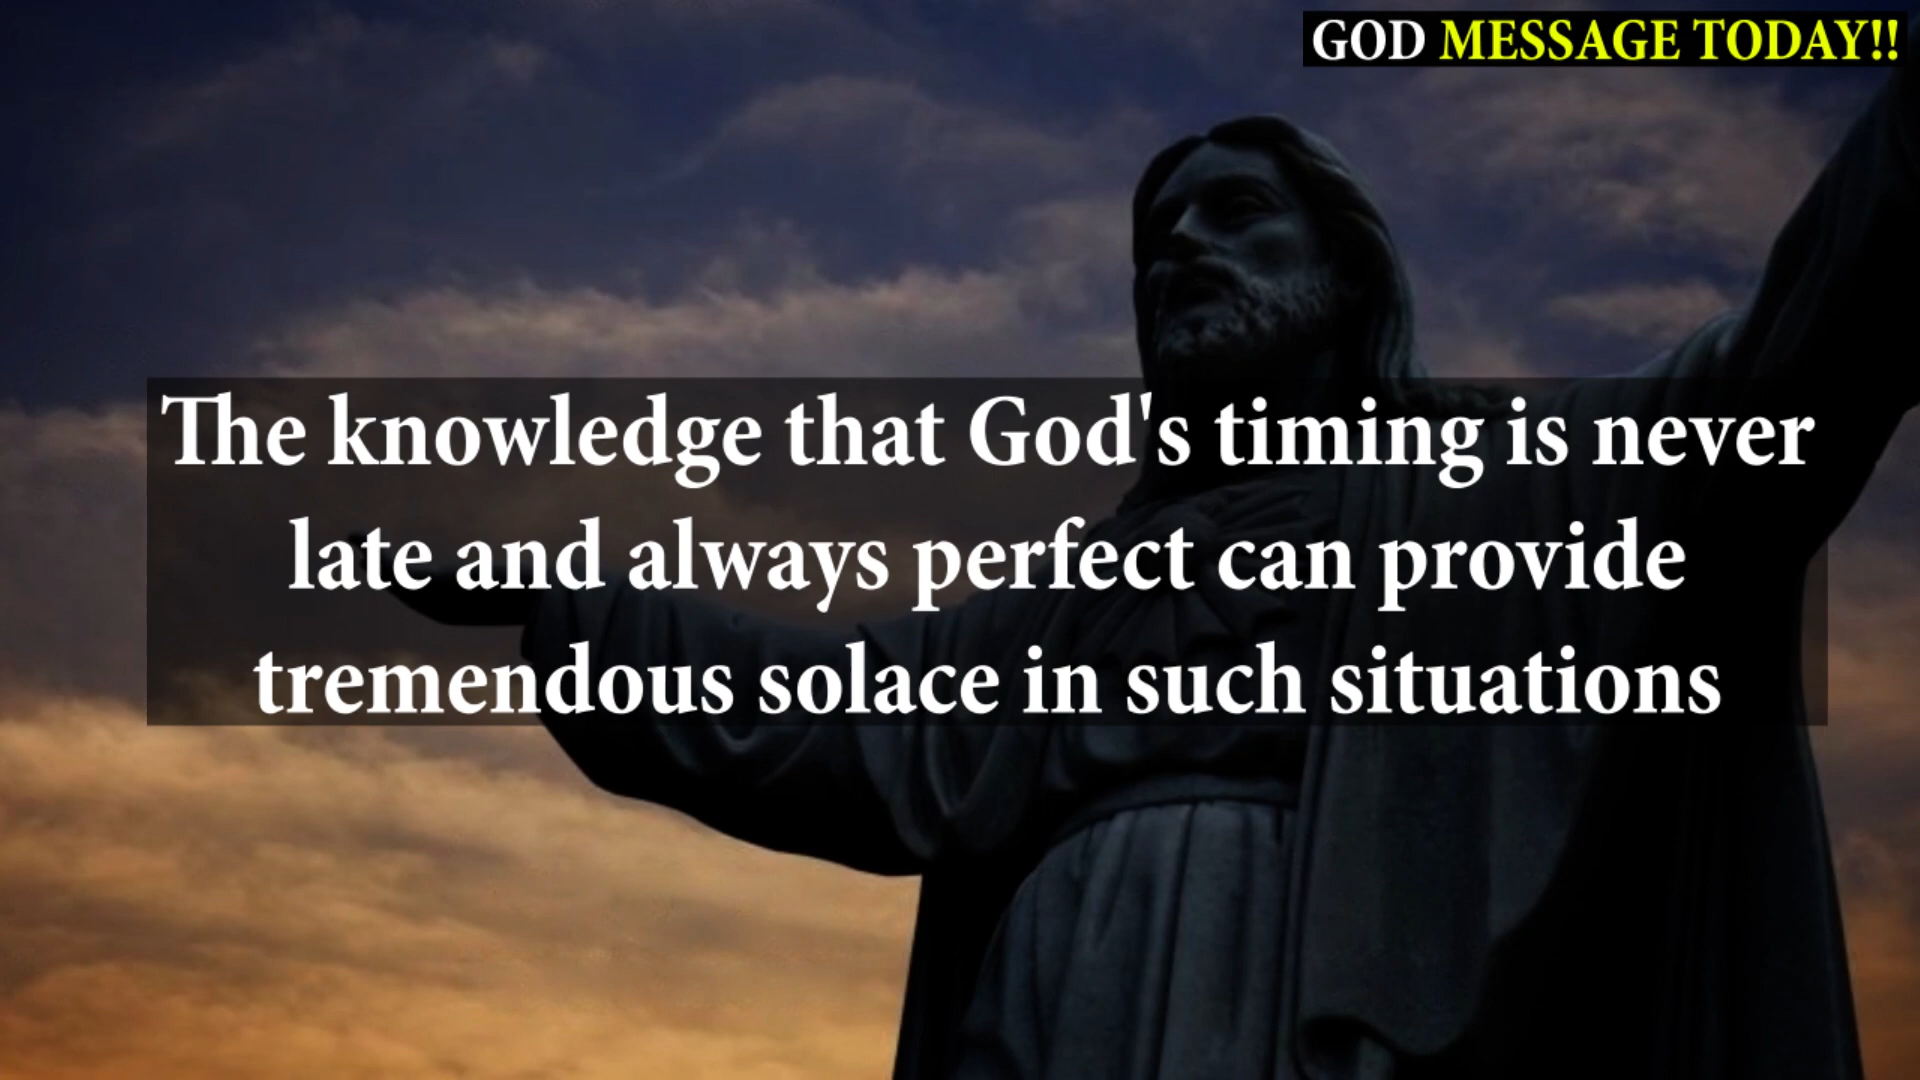 GOD MESSAGE TODAY!!
The knowledge that God's timing is never
late and always perfect can provide
tremendous solace in such situations